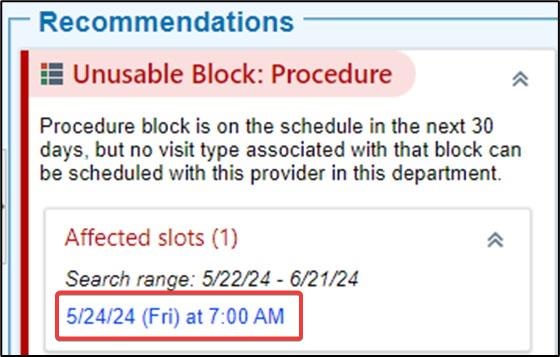 Recommendations
Unusable Block: Procedure
Procedure block is on the schedule in the next 30
days, but no visit type associated with that block can
be scheduled with this provider in this department.
Affected slots (1)
Search range: 5/22/24 - 6/21/24
5/24/24 (Fri) at 7:00 AM